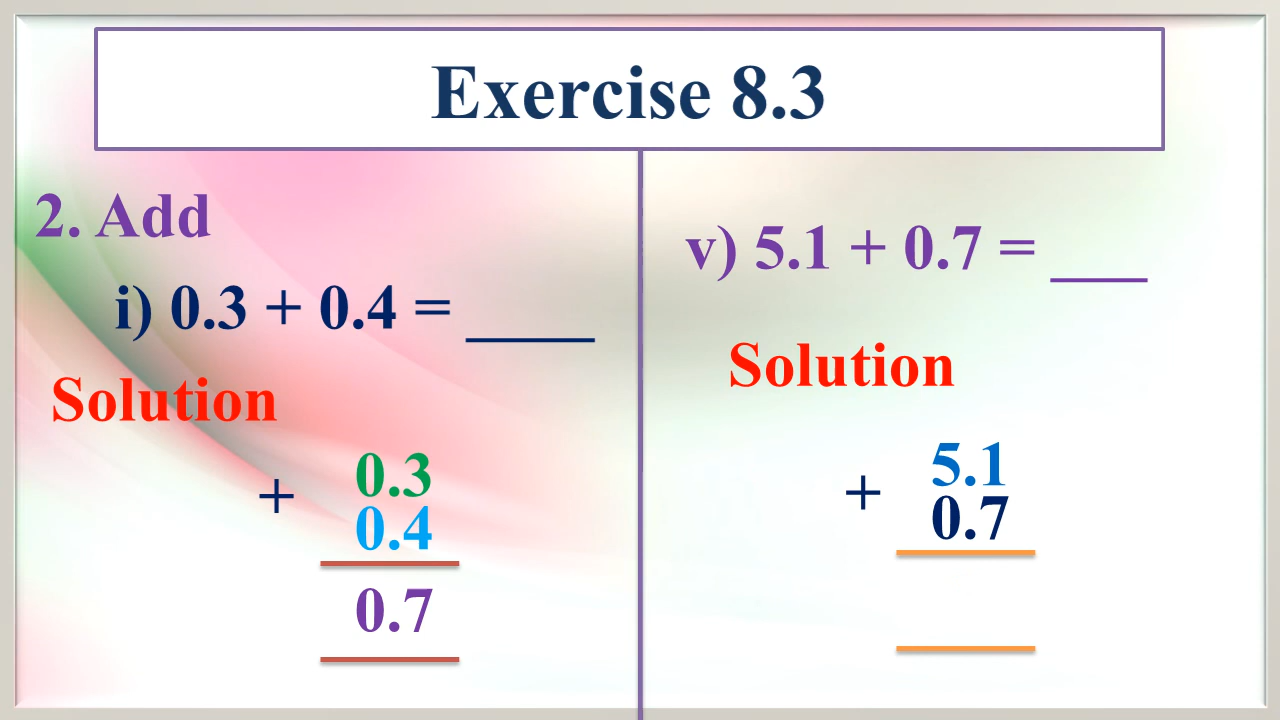 Exercise 8.3
2. Add
i) 0.3 + 0.4 = ____
Solution
0.3
+
0.4
0.7
v) 5.1 + 0.7 = ___
Solution
5.1
+
0.7